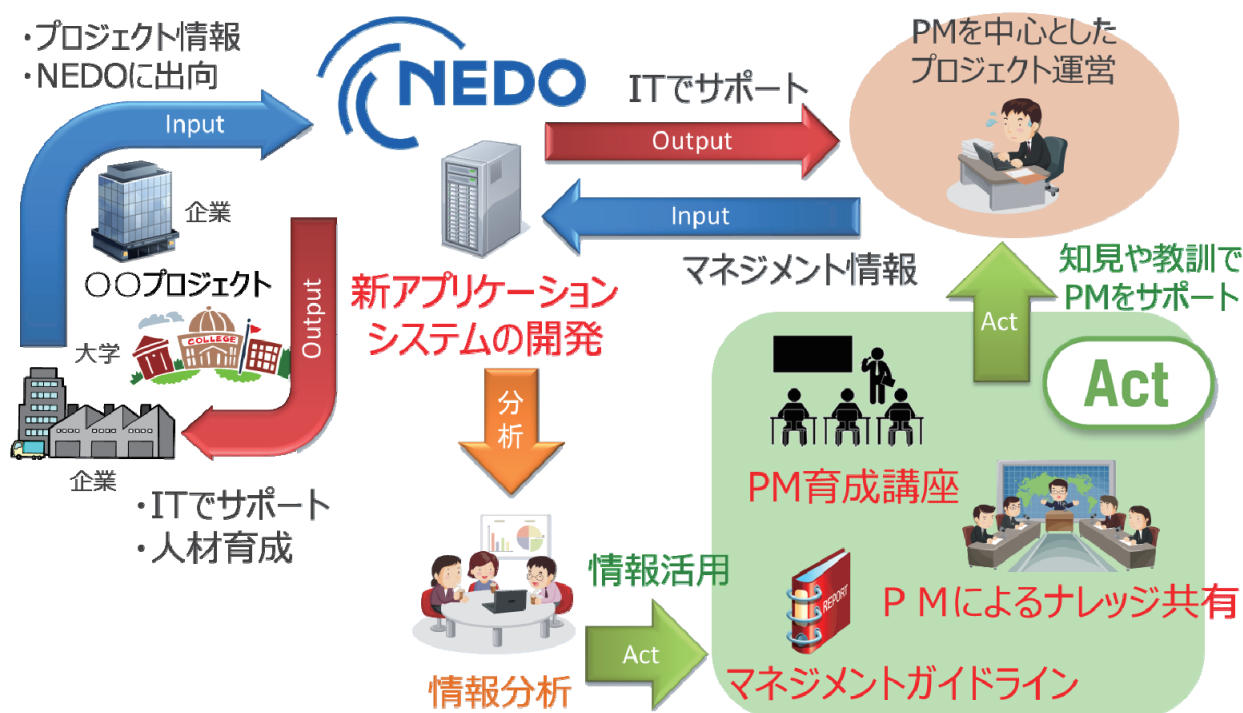 ・プロジェクト情報
・NEDOに出向
Input
企業
〇〇プロジェクト
大学
COLLEGE
企業
Output
・ITでサポート
・人材育成
NEDO
新アプリケーション
システムの開発
ITでサポート
Output
Input
マネジメント情報
PMを中心とした
プロジェクト運営
分
析
情報分析
情報活用
Act
知見や教訓で
PMをサポート
Act
Act
PM育成講座
ＰＭによるナレッジ共有
REPORT
マネジメントガイドライン